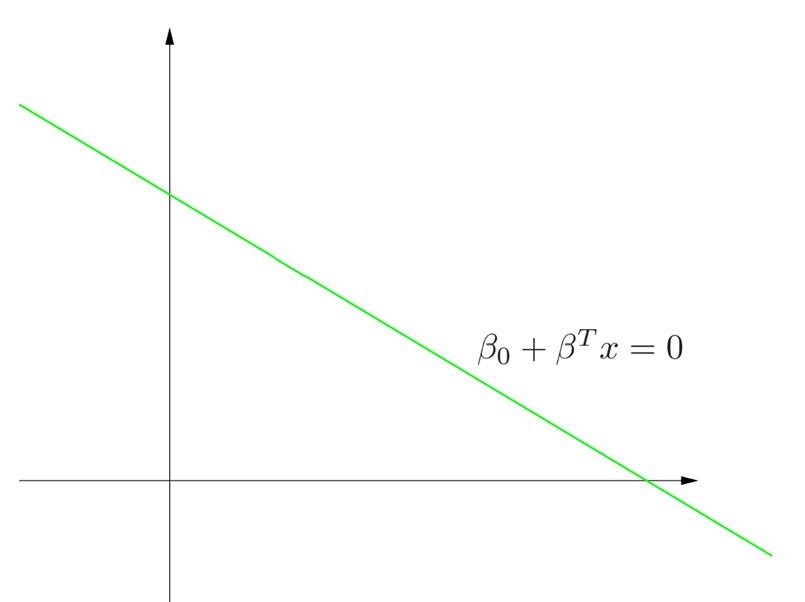 β₀ + βᵀx = 0